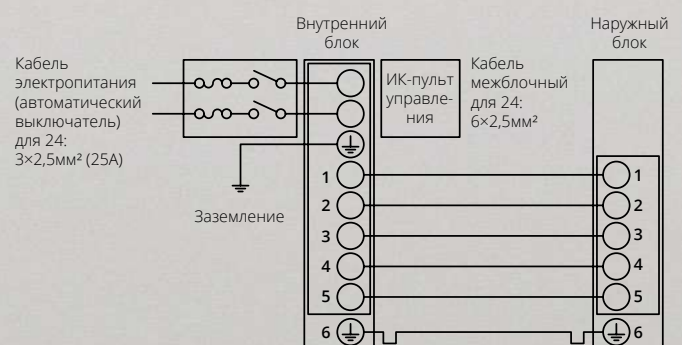 Внутренний
блок
Наружный
блок
Кабель
электропитания
(автоматический
выключатель)
для 24:
3×2,5мм² (25А)
ИК-пульт
управле-
ния
Кабель
межблочный
для 24:
6×2,5мм²
Заземление
1
1
2
2
3
3
4
4
5
5
6
6